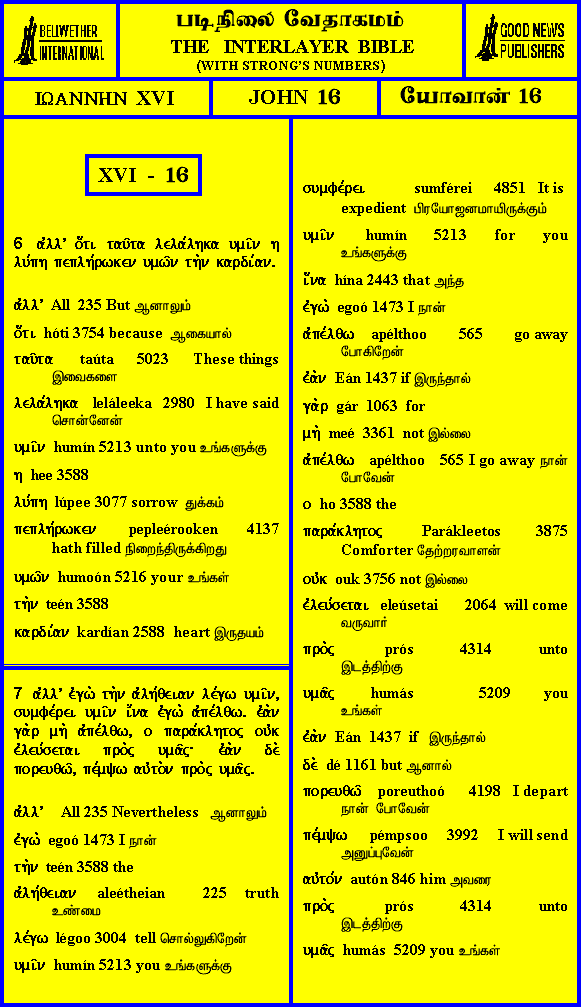 BELLWETHER
INTERNATIONAL
படிநிலை வேதாகமம்
THE INTERLAYER BIBLE
(WITH STRONG'S NUMBERS)
GOOD NEWS
PUBLISHERS
ΙΩΑΝΝΗΝ XVI
JOHN 16
யோவான் 16
XVI - 16
6 ἀλλ' ὅτι ταῦτα λελάληκα υμῖν η
λύπη πεπλήρωκεν υμῶν τὴν καρδίαν.
ἀλλ' All 235 But ஆனாலும்
ὅτι hóti 3754 because ஆகையால்
ταῦτα taúta 5023 These things
இவைகளை
λελάληκα leláleeka 2980 I have said
சொன்னேன்
υμῖν humín 5213 unto you உங்களுக்கு
η hee 3588
λύπη lúpee 3077 sorrow துக்கம்
πεπλήρωκεν pepleérooken 4137
hath filled நிறைந்திருக்கிறது
υμῶν humoón 5216 your உங்கள்
τὴν teén 3588
καρδίαν kardían 2588 heart இருதயம்
7 ἀλλ' ἐγὼ τὴν ἀλήθειαν λέγω υμῖν,
συμφέρει υμῖν ἵνα ἐγὼ ἀπέλθω. ἐὰν
γὰρ μὴ ἀπέλθω, ο παράκλητος οὐκ
ἐλεύσεται πρὸς υμᾶς· ἐὰν δὲ
πορευθῶ, πέμψω αὐτὸν πρὸς υμᾶς.
ἀλλ' All 235 Nevertheless ஆனாலும்
ἐγὼ egoó 1473 I நான்
τὴν teén 3588 the
ἀλήθειαν aleétheian 225 truth
உண்மை
λέγω légoo 3004 tell சொல்லுகிறேன்
υμῖν humín 5213 you உங்களுக்கு
συμφέρει sumférei 4851 It is
expedient பிரயோஜனமாயிருக்கும்
υμῖν humín 5213 for you
உங்களுக்கு
ἵνα hína 2443 that அந்த
ἐγὼ egoó 1473 I நான்
ἀπέλθω apélthoo 565 go away
போகிறேன்
ἐὰν Eán 1437 if இருந்தால்
γὰρ gár 1063 for
μὴ meé 3361 not இல்லை
ἀπέλθω apélthoo 565 I go away நான்
போவேன்
ο ho 3588 the
παράκλητος Parákleetos 3875
Comforter தேற்றரவாளன்
οὐκ ouk 3756 not இல்லை
ἐλεύσεται eleúsetai 2064 will come
வருவார்
πρὸς prós 4314 unto
இடத்திற்கு
υμᾶς humás 5209 you
உங்கள்
ἐὰν Eán 1437 if இருந்தால்
δὲ dé 1161 but ஆனால்
πορευθῶ poreuthoó 4198 I depart
நான் போவேன்
πέμψω pémpsoo 3992 I will send
அனுப்புவேன்
αὐτόν autón 846 him அவரை
πρὸς prós 4314 unto
இடத்திற்கு
υμᾶς humás 5209 you உங்கள்